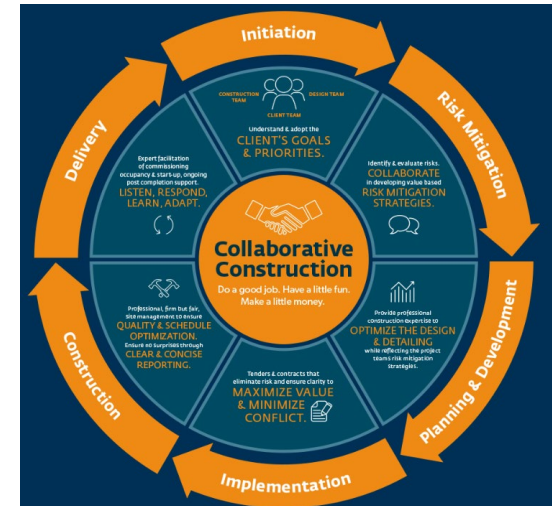 Initiation
CONSTRUCTION
TEAM
DESIGN TEAM
CLIENT TEAM
Understand & adopt the
CLIENT'S GOALS
& PRIORITIES.
Risk Mitigation
Identify & evaluate risks.
COLLABORATE
in developing value based
RISK MITIGATION
STRATEGIES.
Planning & Development
Provide professional
construction expertise to
OPTIMIZE THE DESIGN
& DETAILING
while reflecting the project
teams risk mitigation
strategies.
Implementation
Tenders & contracts that
eliminate risk and ensure clarity to
MAXIMIZE VALUE
& MINIMIZE
CONFLICT.
Construction
Professional, firm but fair,
site management to ensure
QUALITY & SCHEDULE
OPTIMIZATION.
Ensure no surprises through
CLEAR & CONCISE
REPORTING.
Delivery
Expert facilitation
of commissioning
occupancy & start-up, ongoing
post completion support.
LISTEN, RESPOND,
LEARN, ADAPT.
Collaborative
Construction
Do a good job. Have a little fun.
Make a little money.